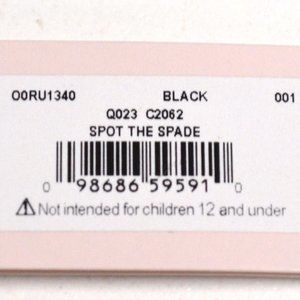 O0RU1340 BLACK 001
Q023 C2062
SPOT THE SPADE
0 98686 59591 0
⚠Not intended for children 12 and under